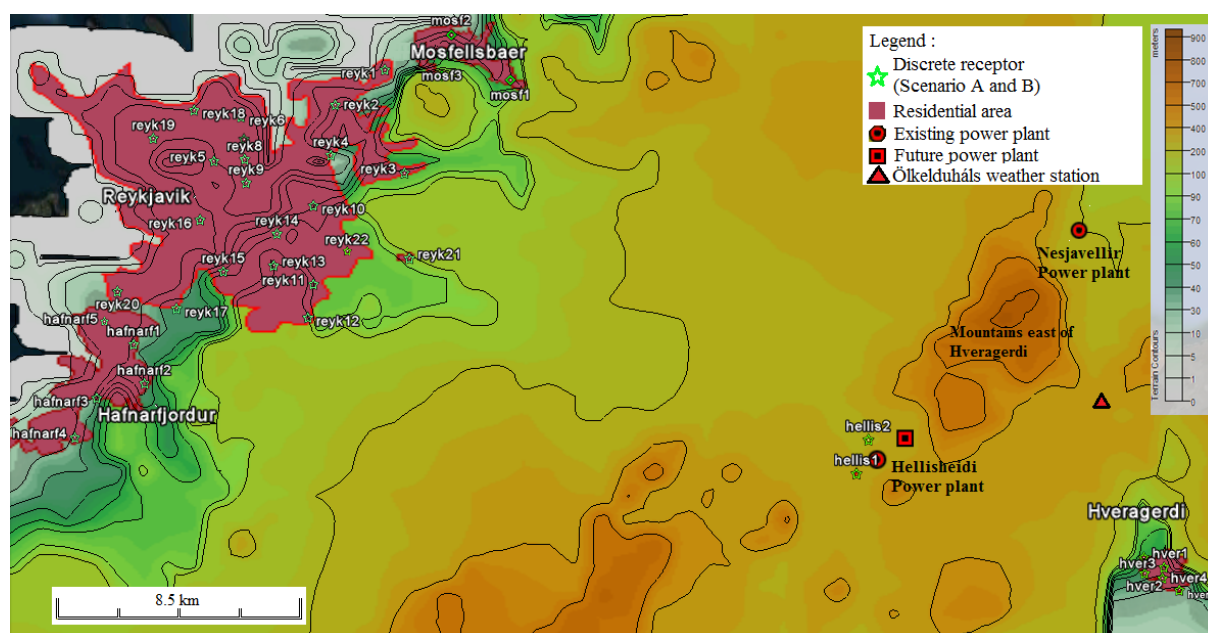 mosf2
Mosfellsbaer
reyk1
mosf3
mosf1
reyk2
reyk18
reyk6
reyk19
reyk4
reyk8
reyk5
reyk9
reyk3
Reykjavik
reyk10
reyk16
reyk14
reyk22
reyk21
reyk15
reyk13
reyk11
reyk20
reyk17
reyk12
hafnarf5
hafnarf1
hafnarf2
hafnarf3
Hafnarfjordur
hafnarf4
8.5 km
Legend :
Discrete receptor
(Scenario A and B)
Residential area
Existing power plant
Future power plant
Ölkelduháls weather station
Nesjavellir
Power plant
Mountains east of
Hveragerdi
hellis2
hellis1
Hellisheidi
Power plant
Hveragerdi
hver1
hver3
hver4
hver2
hver
meters
900
700
600
500
400
300
200
100
90
70
60
50
40
30
20
10
5
1
0
Terrain Contours